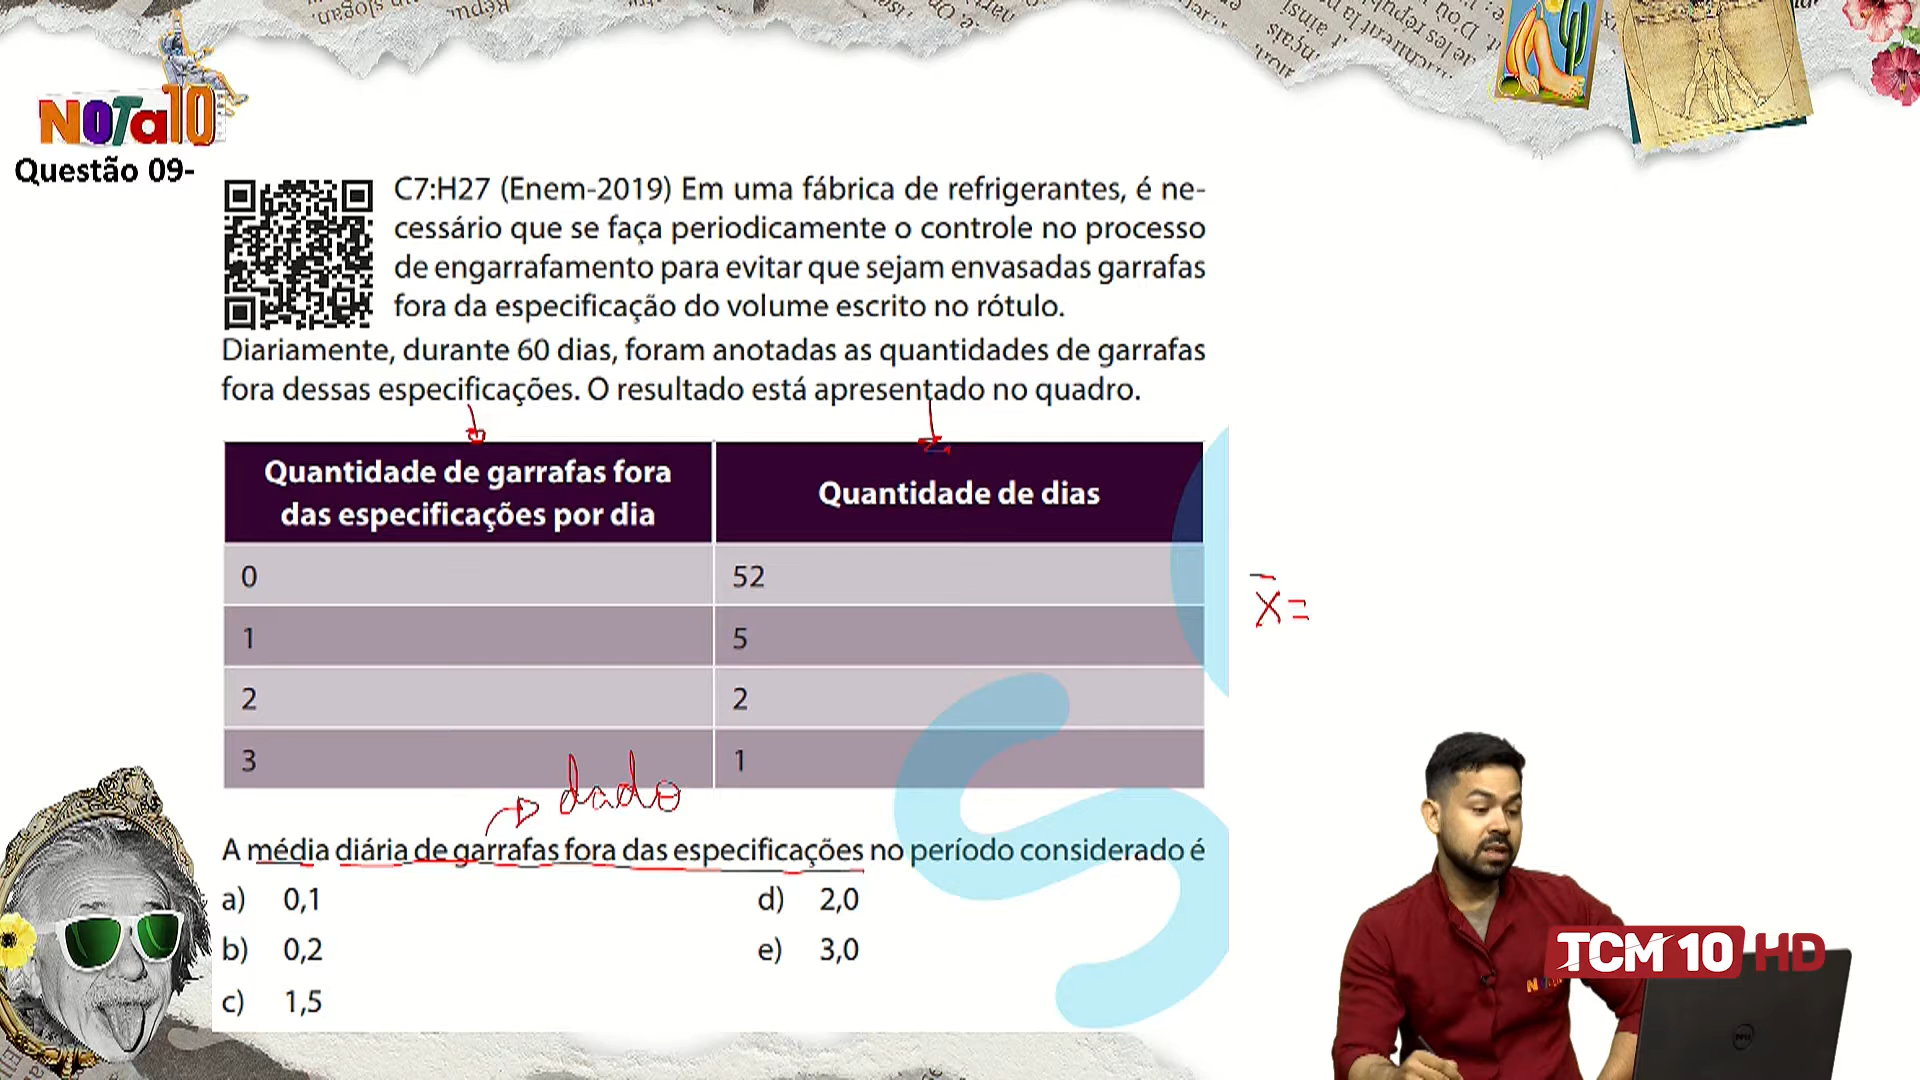 NOTa10
Questão 09-
C7:H27 (Enem-2019) Em uma fábrica de refrigerantes, é ne-
cessário que se faça periodicamente o controle no processo
de engarrafamento para evitar que sejam envasadas garrafas
fora da especificação do volume escrito no rótulo.
Diariamente, durante 60 dias, foram anotadas as quantidades de garrafas
fora dessas especificações. O resultado está apresentado no quadro.
Quantidade de garrafas fora
das especificações por dia
Quantidade de dias
0 52
1 5
2 2
3 1
x̄=
dado
A média diária de garrafas fora das especificações no período considerado é
a) 0,1
b) 0,2
c) 1,5
d) 2,0
e) 3,0
TCM 10 HD
DELL